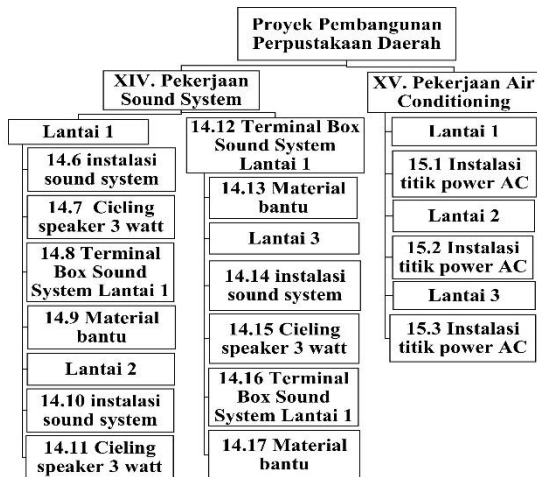 Proyek Pembangunan
Perpustakaan Daerah
XIV. Pekerjaan
Sound System
Lantai 1
14.6 instalasi
sound system
14.7 Cieling
speaker 3 watt
14.8 Terminal
Box Sound
System Lantai 1
14.9 Material
bantu
Lantai 2
14.10 instalasi
sound system
14.11 Cieling
speaker 3 watt
14.12 Terminal Box
Sound System
Lantai 1
14.13 Material
bantu
Lantai 3
14.14 instalasi
sound system
14.15 Cieling
speaker 3 watt
14.16 Terminal
Box Sound
System Lantai 1
14.17 Material
bantu
XV. Pekerjaan Air
Conditioning
Lantai 1
15.1 Instalasi
titik power AC
Lantai 2
15.2 Instalasi
titik power AC
Lantai 3
15.3 Instalasi
titik power AC